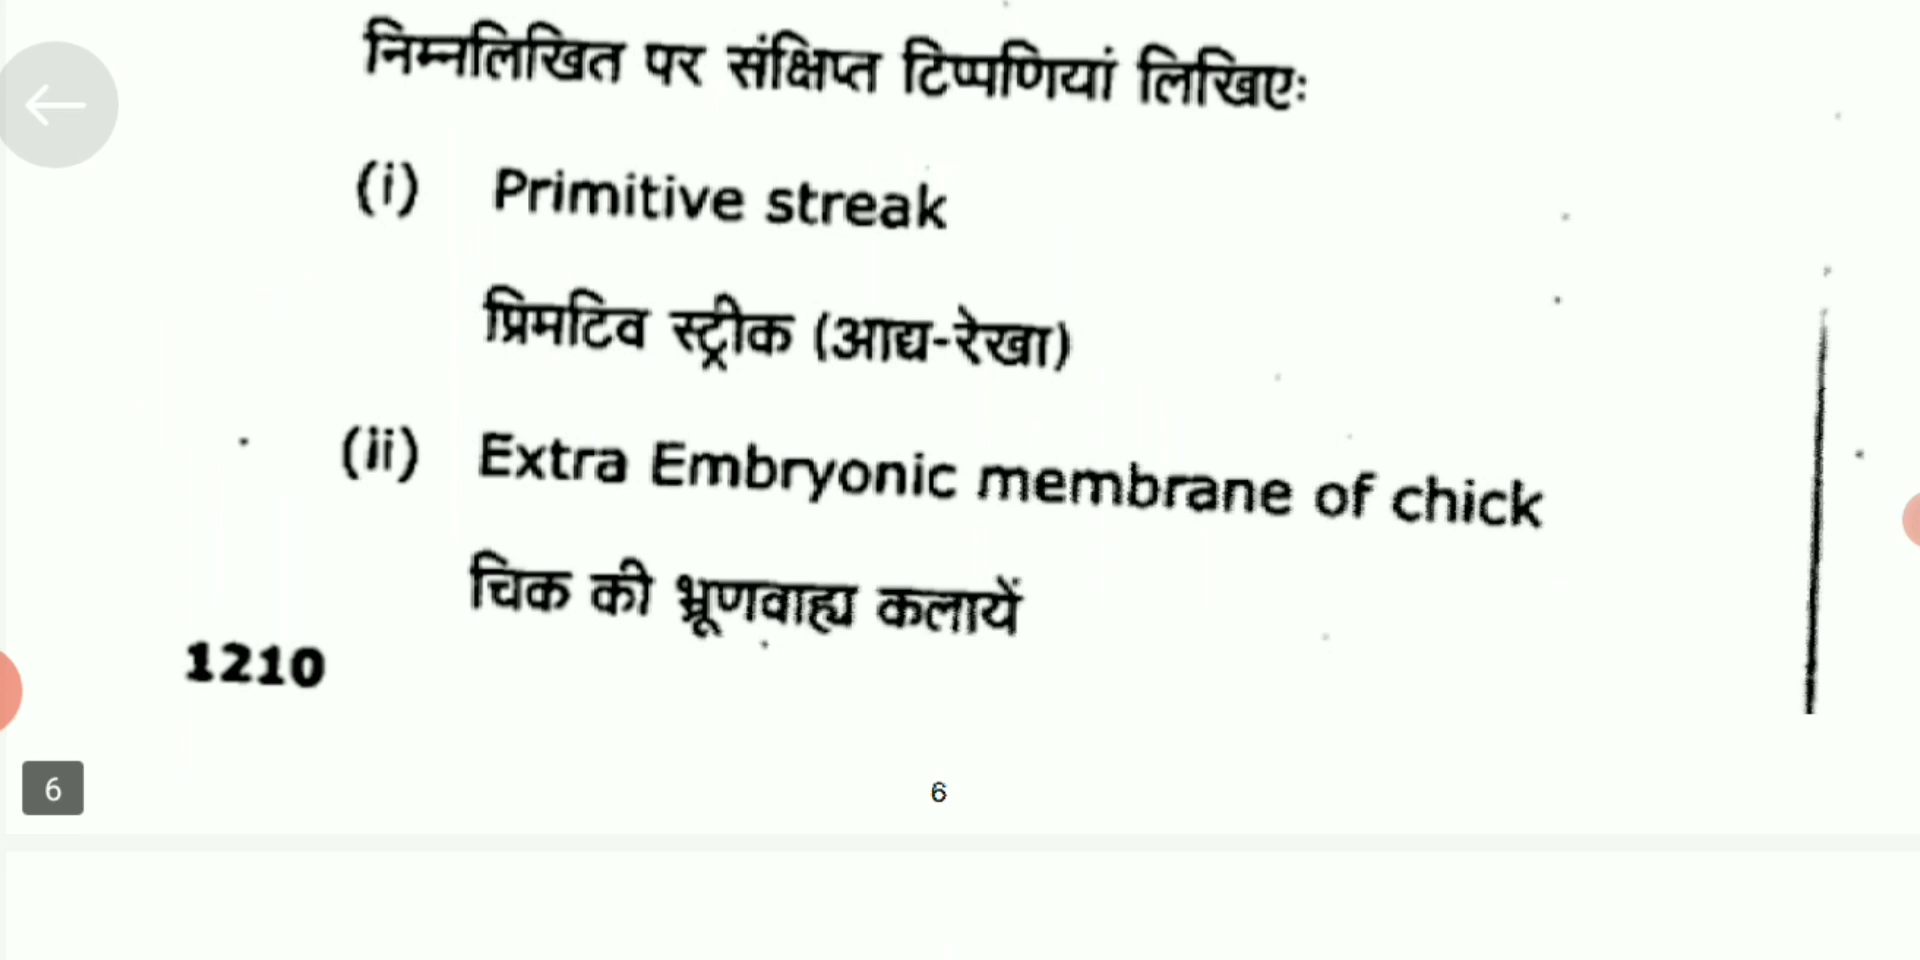 निम्नलिखित पर संक्षिप्त टिप्पणियां लिखिएः
(i) Primitive streak
प्रिमटिव स्ट्रीक (आद्य-रेखा)
(ii) Extra Embryonic membrane of chick
चिक की भ्रूणवाह्य कलायें
1210
6
6